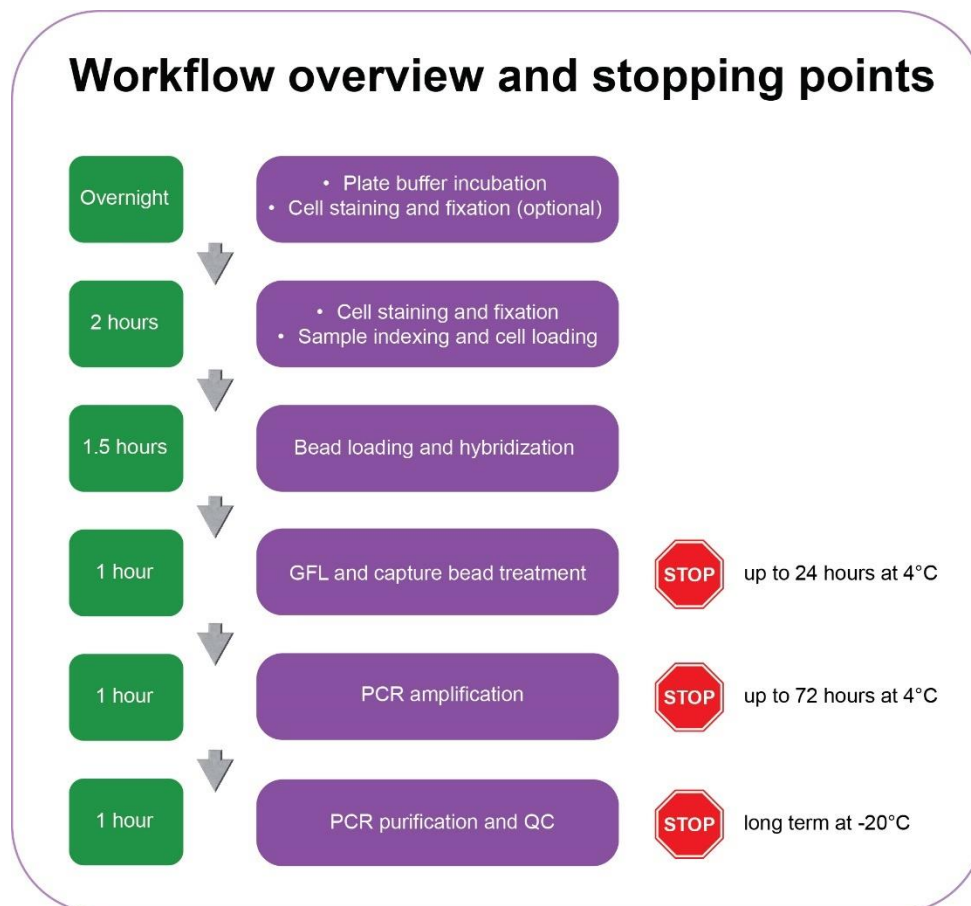 Workflow overview and stopping points
Overnight
• Plate buffer incubation
• Cell staining and fixation (optional)
2 hours
• Cell staining and fixation
• Sample indexing and cell loading
1.5 hours
Bead loading and hybridization
1 hour
GFL and capture bead treatment
STOP
up to 24 hours at 4°C
1 hour
PCR amplification
STOP
up to 72 hours at 4°C
1 hour
PCR purification and QC
STOP
long term at -20°C